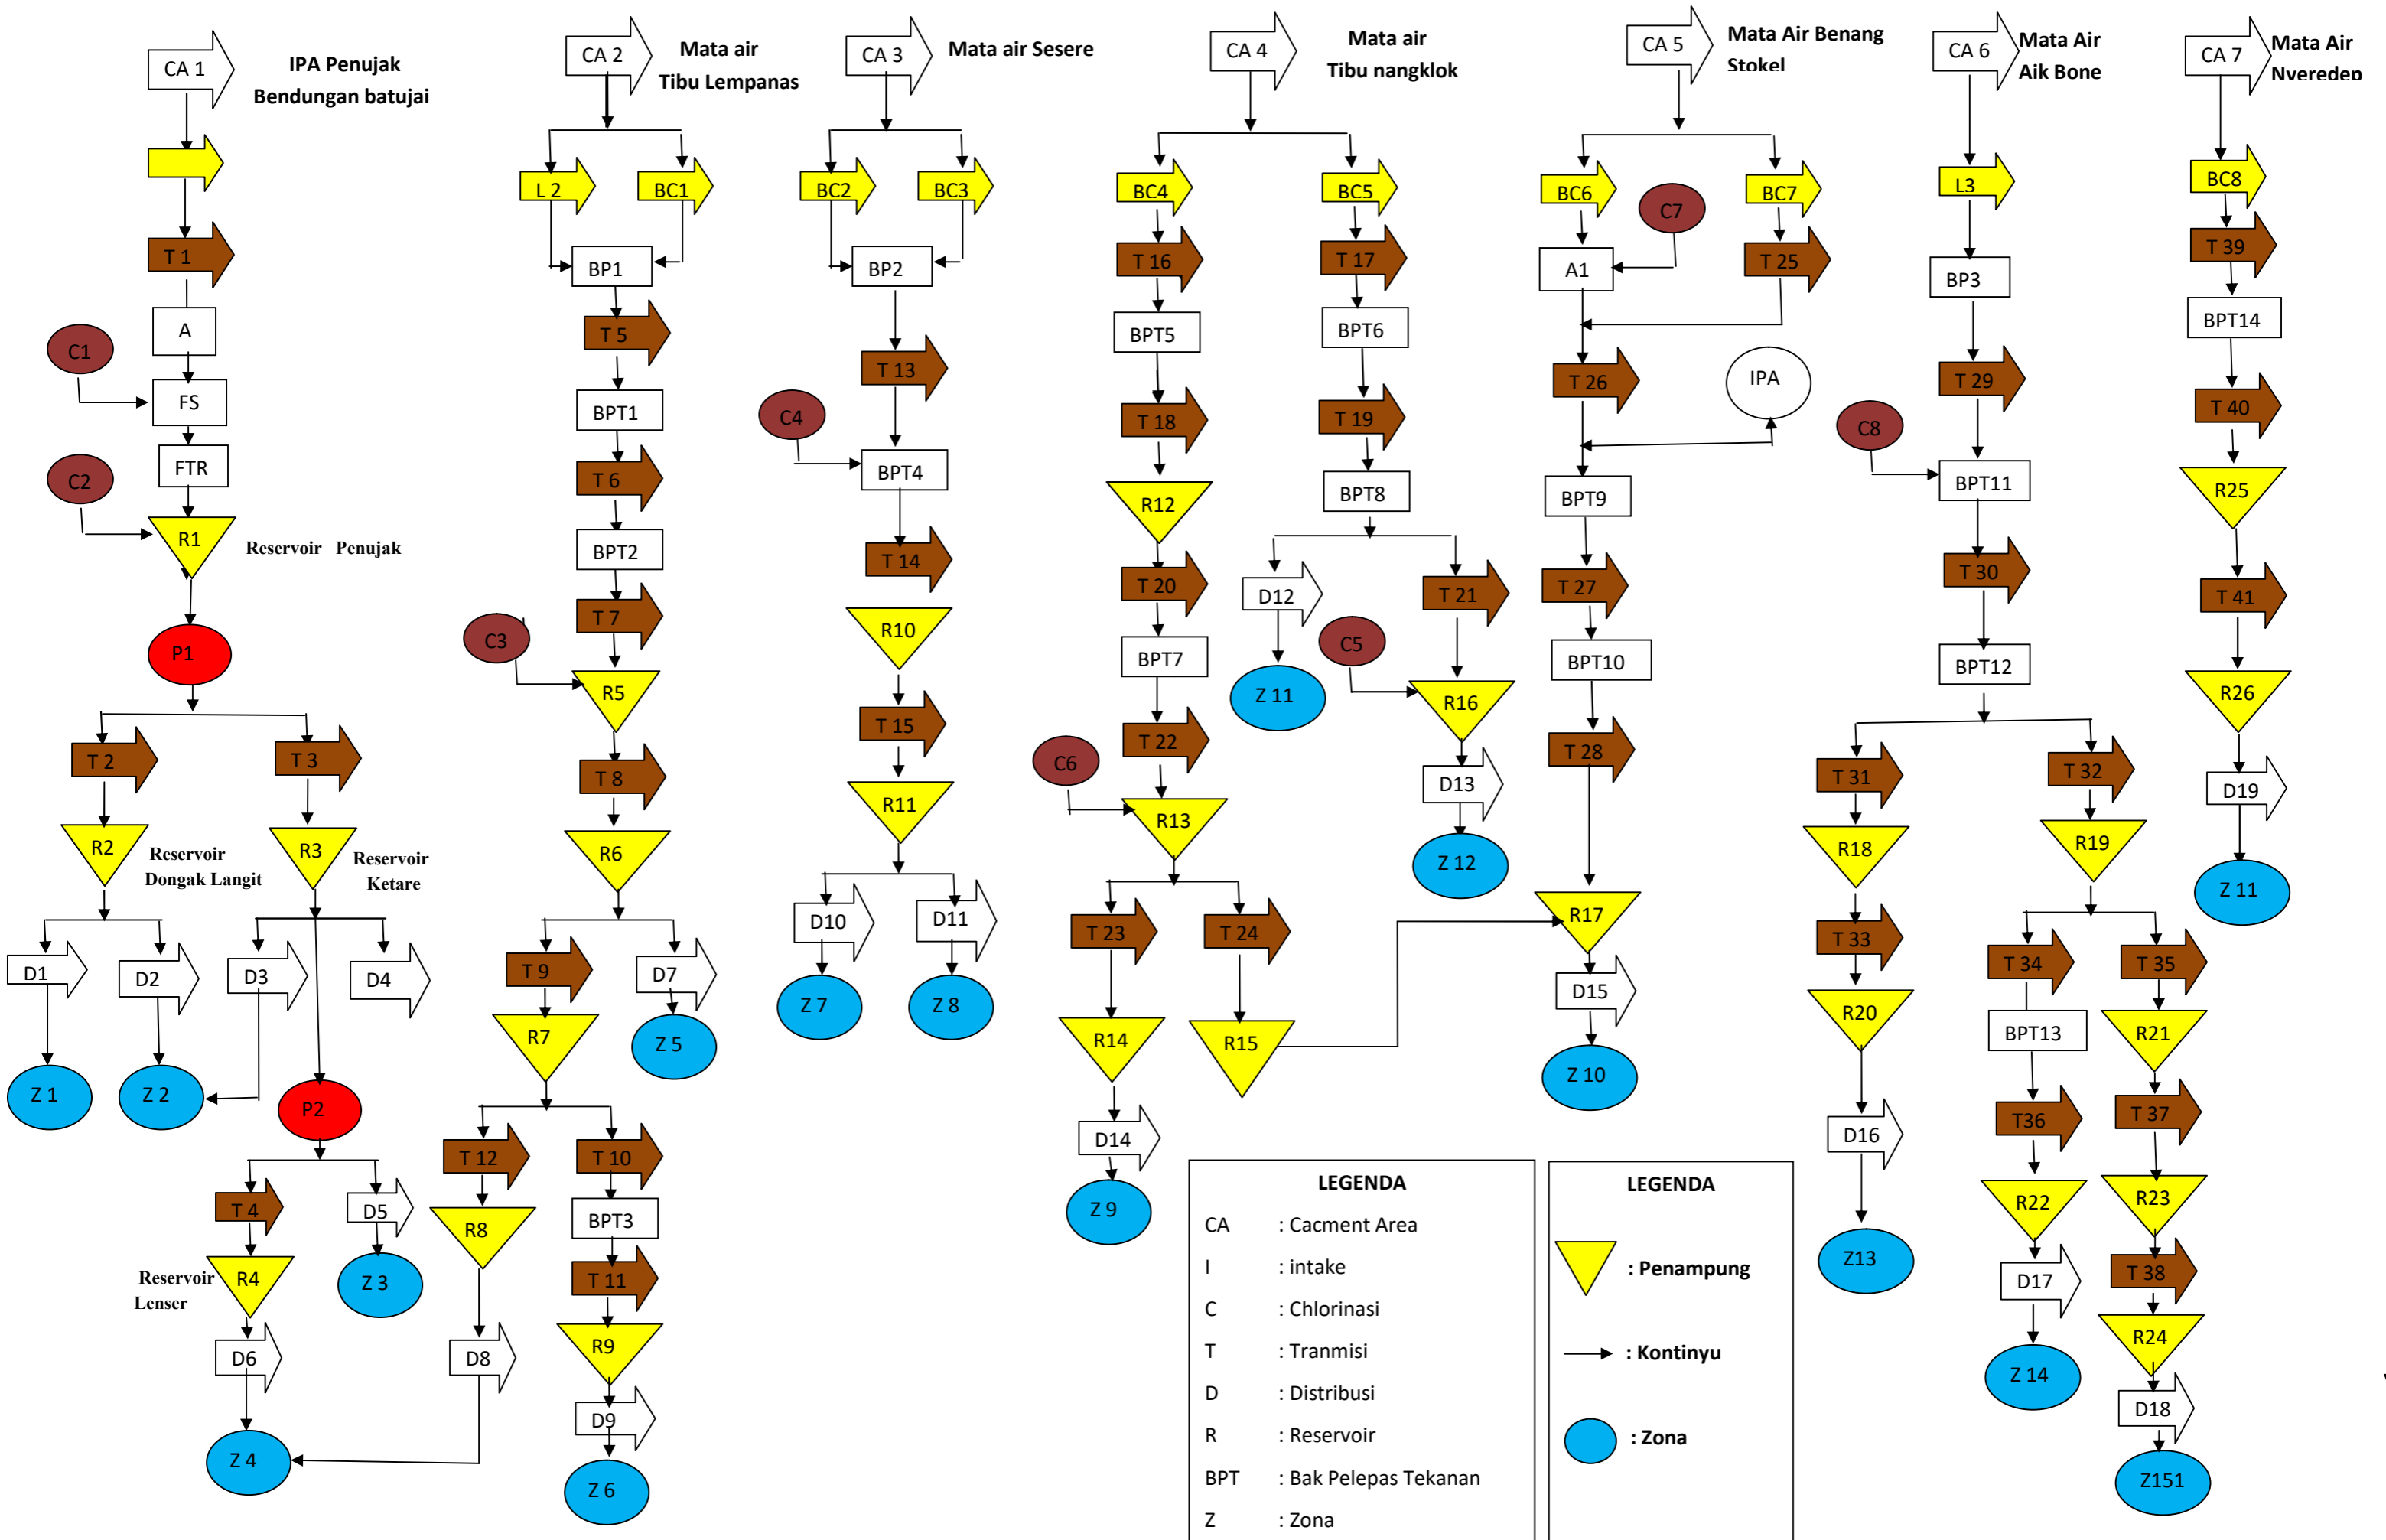 CA 1
IPA Penujak
Bendungan batujai
T 1
A
C1
FS
FTR
C2
R1
Reservoir Penujak
P1
T 2
T 3
R2
Reservoir
Dongak Langit
R3
Reservoir
Ketare
D1
D2
D3
D4
Z 1
Z 2
P2
T 4
D5
Reservoir
Lenser
R4
Z 3
D6
Z 4
CA 2
Mata air
Tibu Lempanas
L 2
BC1
BP1
T 5
BPT1
T 6
BPT2
T 7
C3
R5
T 8
R6
T 9
D7
R7
Z 5
T 12
T 10
R8
BPT3
T 11
R9
D8
D9
Z 6
CA 3
Mata air Sesere
BC2
BC3
BP2
T 13
C4
BPT4
T 14
R10
T 15
R11
D10
D11
Z 7
Z 8
CA 4
Mata air
Tibu nangklok
BC4
BC5
T 16
T 17
BPT5
BPT6
T 18
T 19
R12
BPT8
T 20
D12
T 21
BPT7
Z 11
C5
R16
T 22
C6
D13
R13
Z 12
T 23
T 24
R14
R15
D14
Z 9
CA 5
Mata Air Benang
Stokel
BC6
C7
BC7
A1
T 25
T 26
IPA
BPT9
T 27
BPT10
T 28
R17
D15
Z 10
CA 6
Mata Air
Aik Bone
L3
BP3
T 29
C8
BPT11
T 30
BPT12
T 31
T 32
R18
R19
T 33
T 34
T 35
R20
BPT13
R21
D16
T36
T 37
R22
R23
Z13
D17
T 38
Z 14
R24
D18
Z151
CA 7
Mata Air
Nyeredep
BC8
T 39
BPT14
T 40
R25
T 41
R26
D19
Z 11
LEGENDA
CA : Cacment Area
I : intake
C : Chlorinasi
T : Tranmisi
D : Distribusi
R : Reservoir
BPT : Bak Pelepas Tekanan
Z : Zona
LEGENDA
: Penampung
: Kontinyu
: Zona